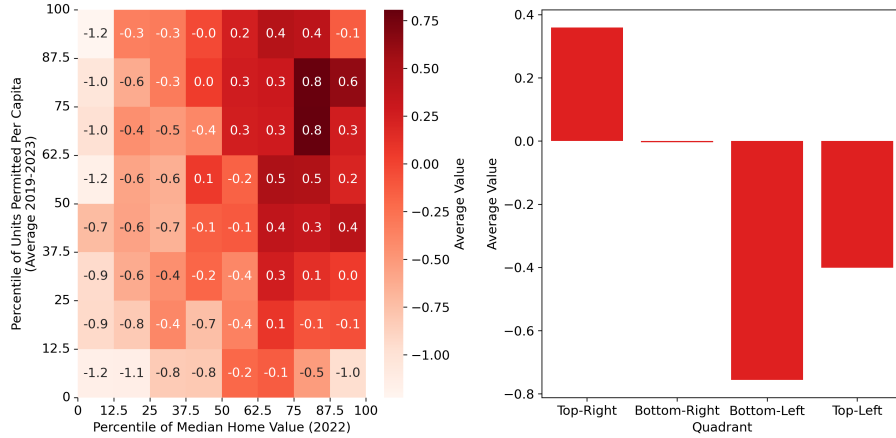 100
87.5
75
62.5
50
37.5
25
12.5
0
Percentile of Units Permitted Per Capita
(Average 2019-2023)
-1.2 -0.3 -0.3 -0.0 0.2 0.4 0.4 -0.1
-1.0 -0.6 -0.3 0.0 0.3 0.3 0.8 0.6
-1.0 -0.4 -0.5 -0.4 0.3 0.3 0.8 0.3
-1.2 -0.6 -0.6 0.1 -0.2 0.5 0.5 0.2
-0.7 -0.6 -0.7 -0.1 -0.1 0.4 0.3 0.4
-0.9 -0.6 -0.4 -0.2 -0.4 0.3 0.1 0.0
-0.9 -0.8 -0.4 -0.7 -0.4 0.1 -0.1 -0.1
-1.2 -1.1 -0.8 -0.8 -0.2 -0.1 -0.5 -1.0
0 12.5 25 37.5 50 62.5 75 87.5 100
Percentile of Median Home Value (2022)
0.75
0.50
0.25
0.00
−0.25
−0.50
−0.75
−1.00
Average Value
0.4
0.2
0.0
−0.2
−0.4
−0.6
−0.8
Average Value
Top-Right Bottom-Right Bottom-Left Top-Left
Quadrant